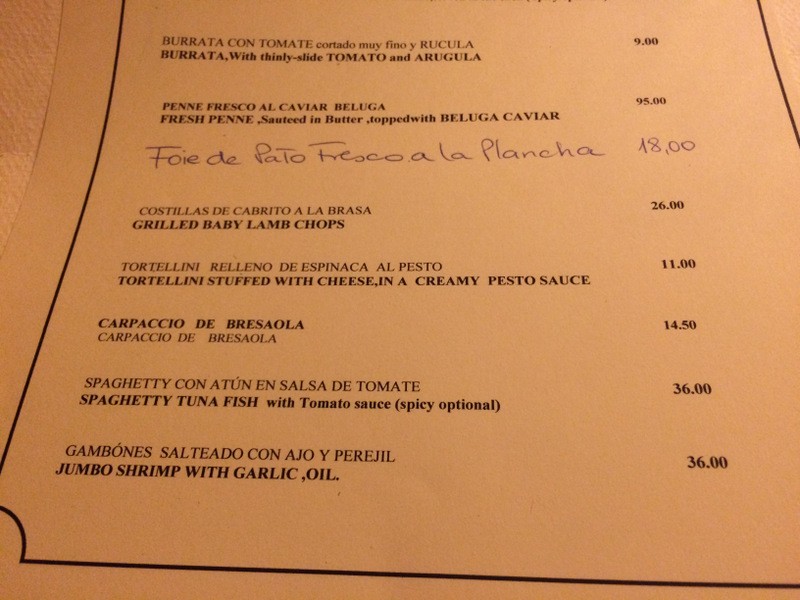 BURRATA CON TOMATE cortado muy fino y RUCULA 9.00
BURRATA,With thinly-slide TOMATO and ARUGULA
PENNE FRESCO AL CAVIAR BELUGA 95.00
FRESH PENNE ,Sauteed in Butter ,toppedwith BELUGA CAVIAR
Foie de Pato Fresco a la Plancha 18,00
COSTILLAS DE CABRITO A LA BRASA 26.00
GRILLED BABY LAMB CHOPS
TORTELLINI RELLENO DE ESPINACA AL PESTO 11.00
TORTELLINI STUFFED WITH CHEESE,IN A CREAMY PESTO SAUCE
CARPACCIO DE BRESAOLA 14.50
CARPACCIO DE BRESAOLA
SPAGHETTY CON ATÚN EN SALSA DE TOMATE 36.00
SPAGHETTY TUNA FISH with Tomato sauce (spicy optional)
GAMBÓNES SALTEADO CON AJO Y PEREJIL 36.00
JUMBO SHRIMP WITH GARLIC ,OIL.